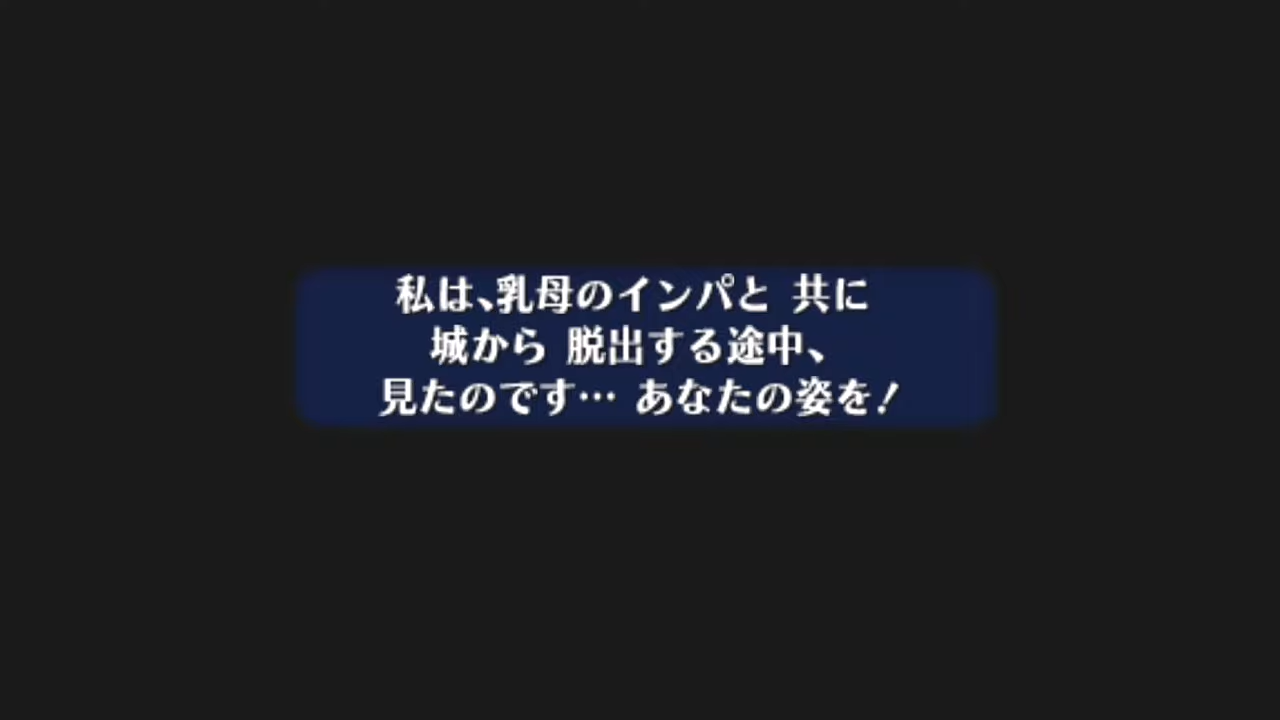 私は、乳母のインパと 共に
城から 脱出する途中、
見たのです… あなたの姿を！